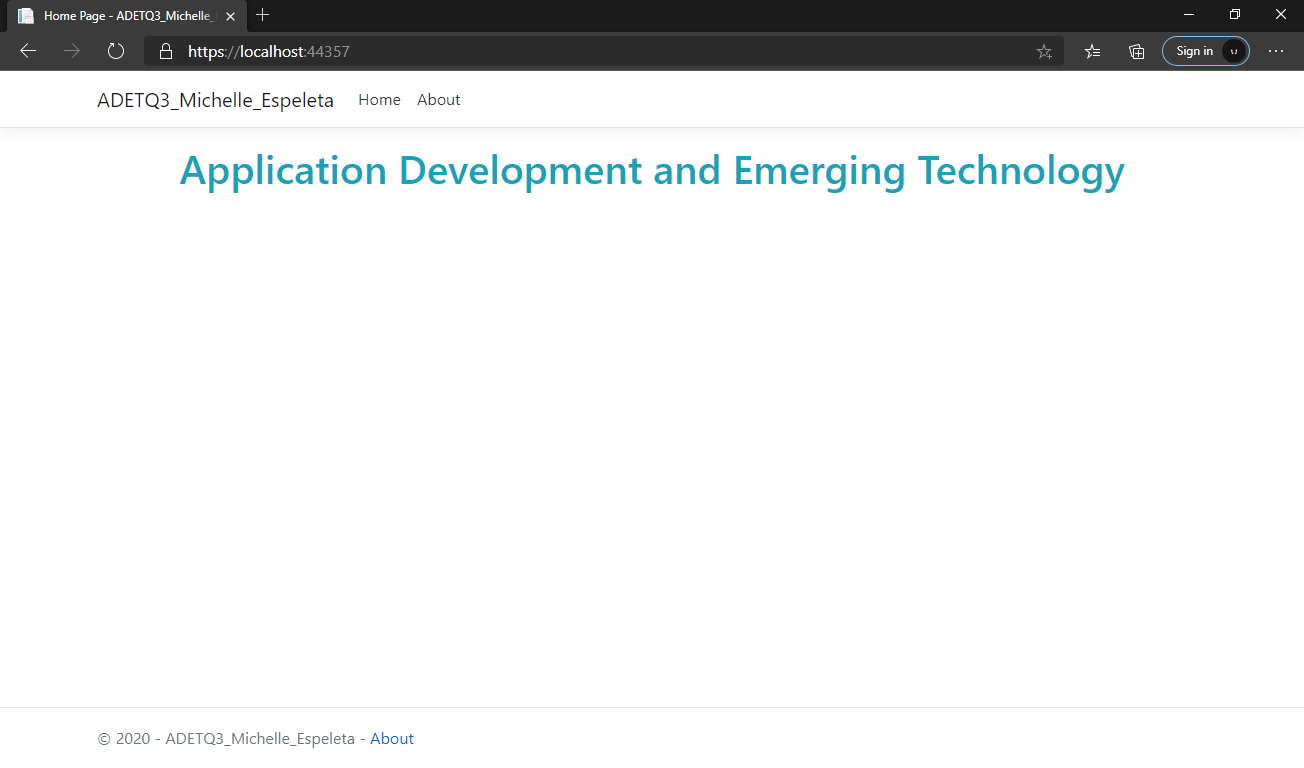 Home Page - ADETQ3_Michelle_
https://localhost:44357
Sign in
ADETQ3_Michelle_Espeleta Home About
Application Development and Emerging Technology
© 2020 - ADETQ3_Michelle_Espeleta - About